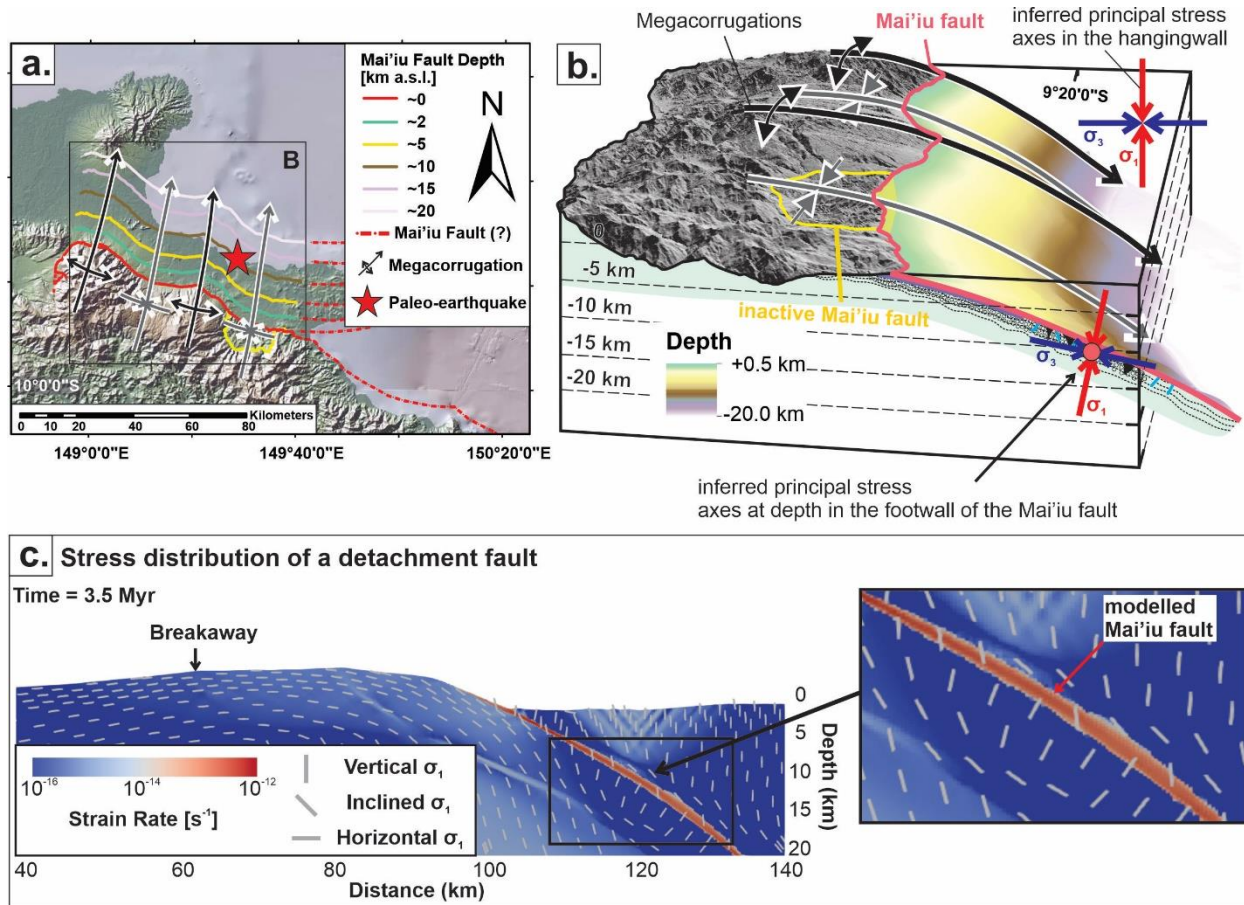 a.
Mai'iu Fault Depth
[km a.s.l.]
~0
~2
~5
~10
~15
~20
Mai'iu Fault (?)
Megacorrugation
Paleo-earthquake
N
B
10°0'0"S
Kilometers
0 10 20 40 60 80
149°0'0"E
149°40'0"E
150°20'0"E
b.
Megacorrugations
Mai'iu fault
inferred principal stress
axes in the hangingwall
9°20'0"S
σ3
σ1
0
-5 km
-10 km
-15 km
-20 km
inactive Mai'iu fault
Depth
+0.5 km
-20.0 km
σ3
σ1
inferred principal stress
axes at depth in the footwall of the Mai'iu fault
c. Stress distribution of a detachment fault
Time = 3.5 Myr
Breakaway
10⁻¹⁶ 10⁻¹⁴ 10⁻¹²
Strain Rate [s⁻¹]
Vertical σ1
Inclined σ1
Horizontal σ1
0
5
10
15
20
Depth (km)
40 60 80 100 120 140
Distance (km)
modelled
Mai'iu fault